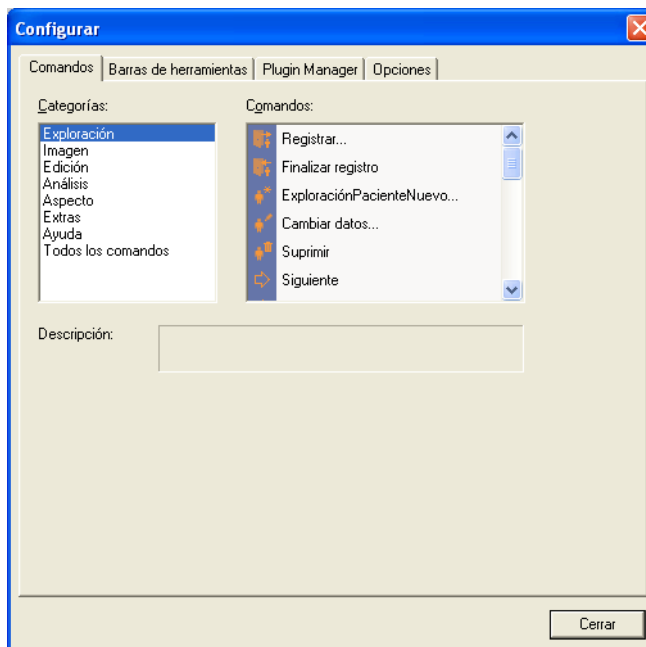 Configurar
Comandos Barras de herramientas Plugin Manager Opciones
Categorías: Comandos:
Exploración
Imagen
Edición
Análisis
Aspecto
Extras
Ayuda
Todos los comandos
Registrar...
Finalizar registro
ExploraciónPacienteNuevo...
Cambiar datos...
Suprimir
Siguiente
Descripción:
Cerrar